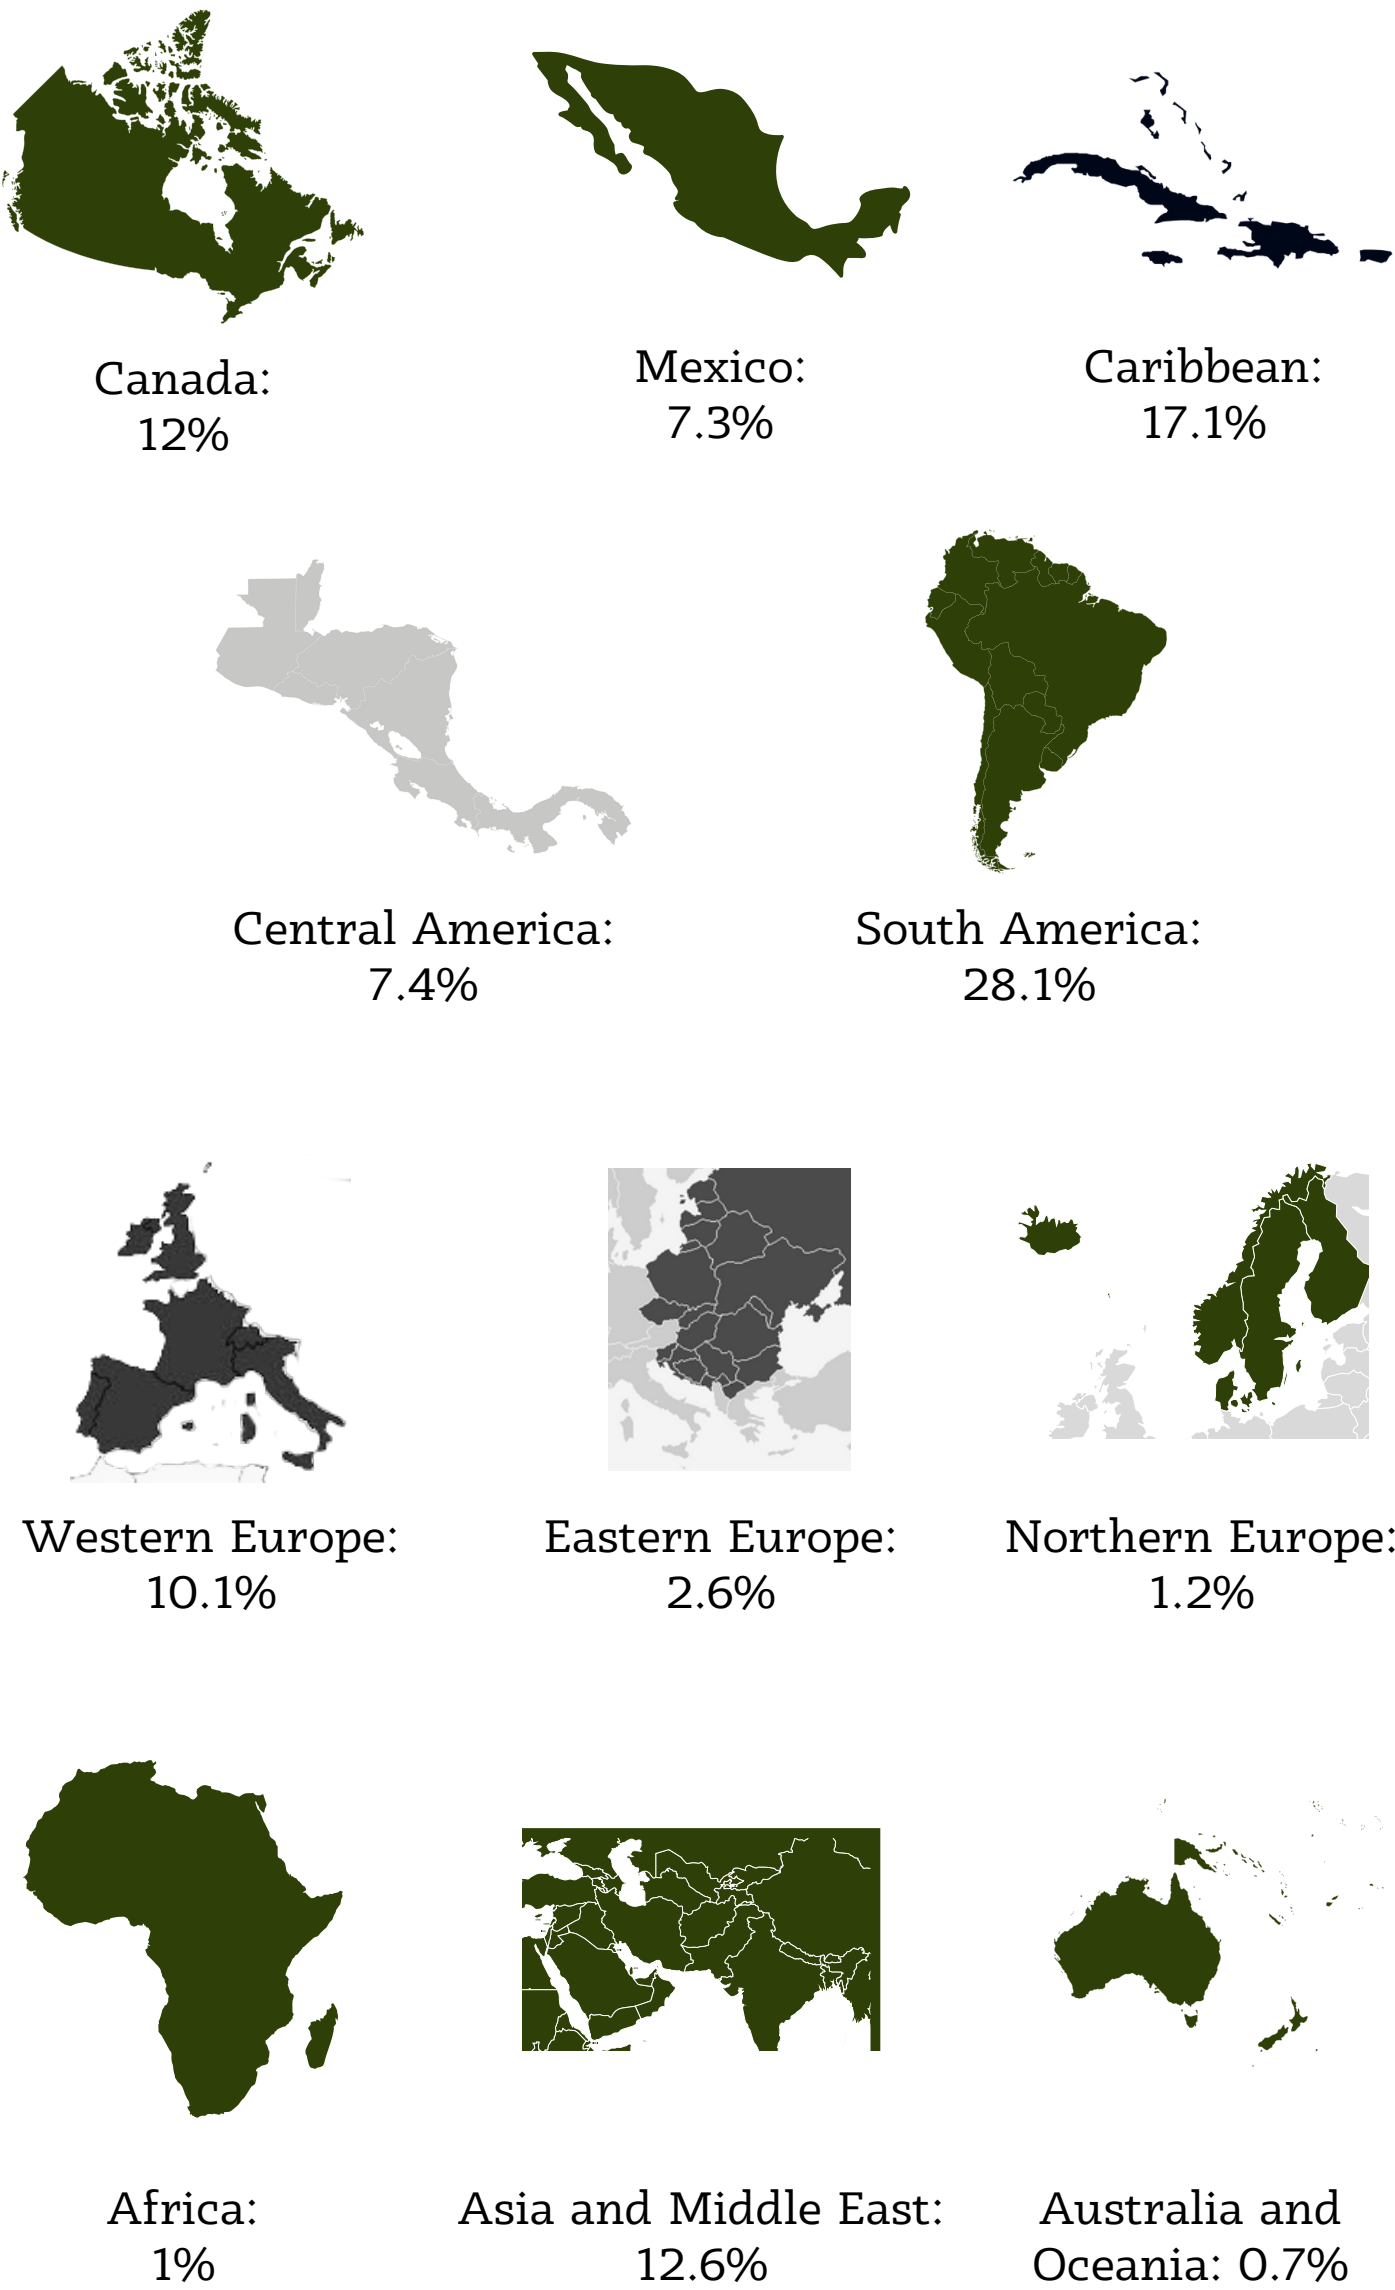 Canada:
12%
Mexico:
7.3%
Caribbean:
17.1%
Central America:
7.4%
South America:
28.1%
Western Europe:
10.1%
Eastern Europe:
2.6%
Northern Europe:
1.2%
Africa:
1%
Asia and Middle East:
12.6%
Australia and
Oceania: 0.7%